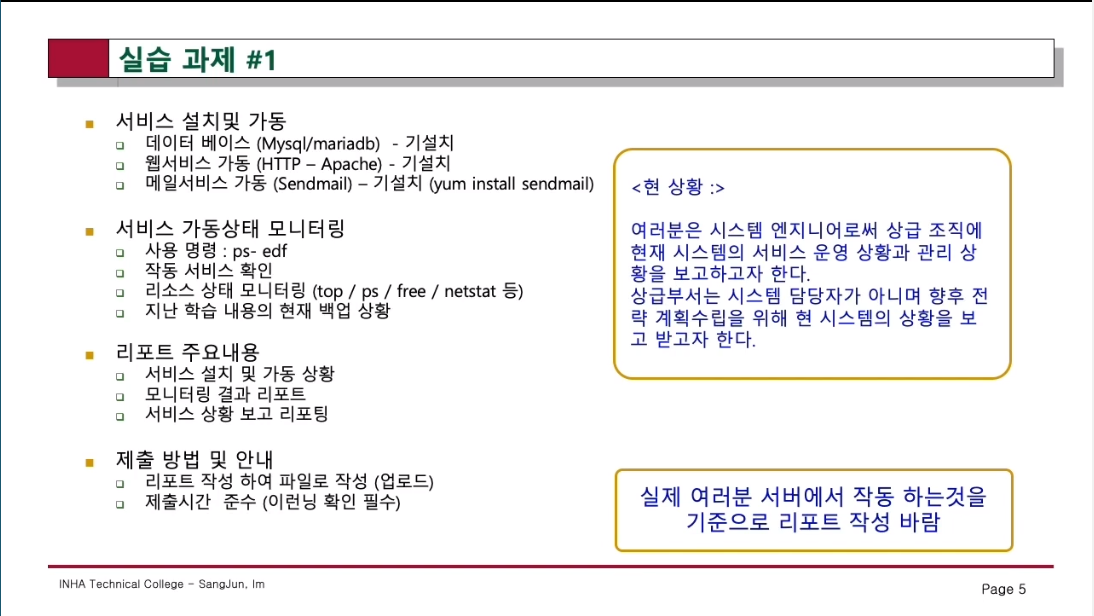 실습 과제 #1
서비스 설치및 가동
데이터 베이스 (Mysql/mariadb) - 기설치
웹서비스 가동 (HTTP – Apache) - 기설치
메일서비스 가동 (Sendmail) – 기설치 (yum install sendmail)
서비스 가동상태 모니터링
사용 명령 : ps- edf
작동 서비스 확인
리소스 상태 모니터링 (top / ps / free / netstat 등)
지난 학습 내용의 현재 백업 상황
리포트 주요내용
서비스 설치 및 가동 상황
모니터링 결과 리포트
서비스 상황 보고 리포팅
제출 방법 및 안내
리포트 작성 하여 파일로 작성 (업로드)
제출시간 준수 (이런닝 확인 필수)
<현 상황 :>
여러분은 시스템 엔지니어로써 상급 조직에
현재 시스템의 서비스 운영 상황과 관리 상
황을 보고하고자 한다.
상급부서는 시스템 담당자가 아니며 향후 전
략 계획수립을 위해 현 시스템의 상황을 보
고 받고자 한다.
실제 여러분 서버에서 작동 하는것을
기준으로 리포트 작성 바람
INHA Technical College – SangJun, Im
Page 5